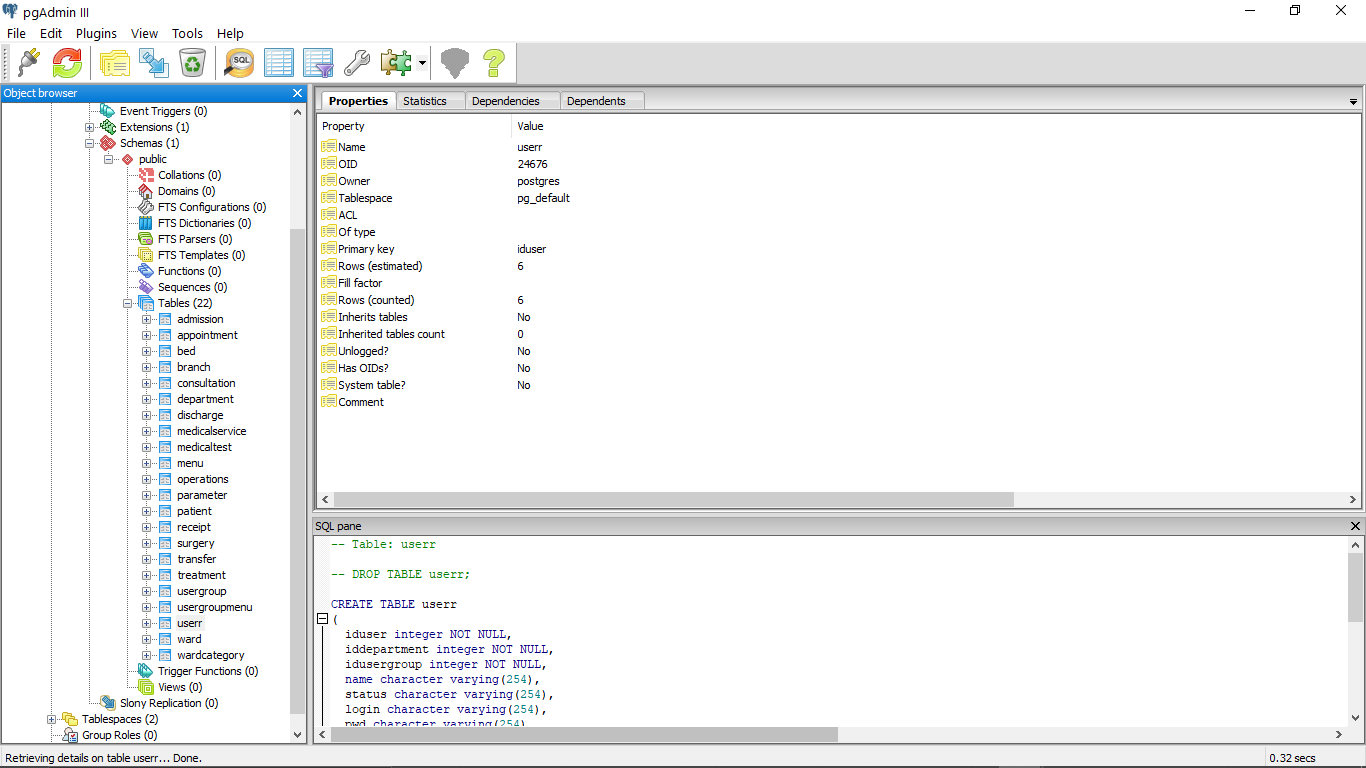 pgAdmin III
File Edit Plugins View Tools Help
SQL
Object browser
Event Triggers (0)
Extensions (1)
Schemas (1)
public
Collations (0)
Domains (0)
FTS Configurations (0)
FTS Dictionaries (0)
FTS Parsers (0)
FTS Templates (0)
Functions (0)
Sequences (0)
Tables (22)
admission
appointment
bed
branch
consultation
department
discharge
medicalservice
medicaltest
menu
operations
parameter
patient
receipt
surgery
transfer
treatment
usergroup
usergroupmenu
userr
ward
wardcategory
Trigger Functions (0)
Views (0)
Slony Replication (0)
Tablespaces (2)
Group Roles (0)
Properties Statistics Dependencies Dependents
Property Value
Name userr
OID 24676
Owner postgres
Tablespace pg_default
ACL
Of type
Primary key iduser
Rows (estimated) 6
Fill factor
Rows (counted) 6
Inherits tables No
Inherited tables count 0
Unlogged? No
Has OIDs? No
System table? No
Comment
SQL pane
-- Table: userr
-- DROP TABLE userr;
CREATE TABLE userr
(
iduser integer NOT NULL,
iddepartment integer NOT NULL,
idusergroup integer NOT NULL,
name character varying(254),
status character varying(254),
login character varying(254),
pwd character varying(254)
Retrieving details on table userr... Done. 0.32 secs